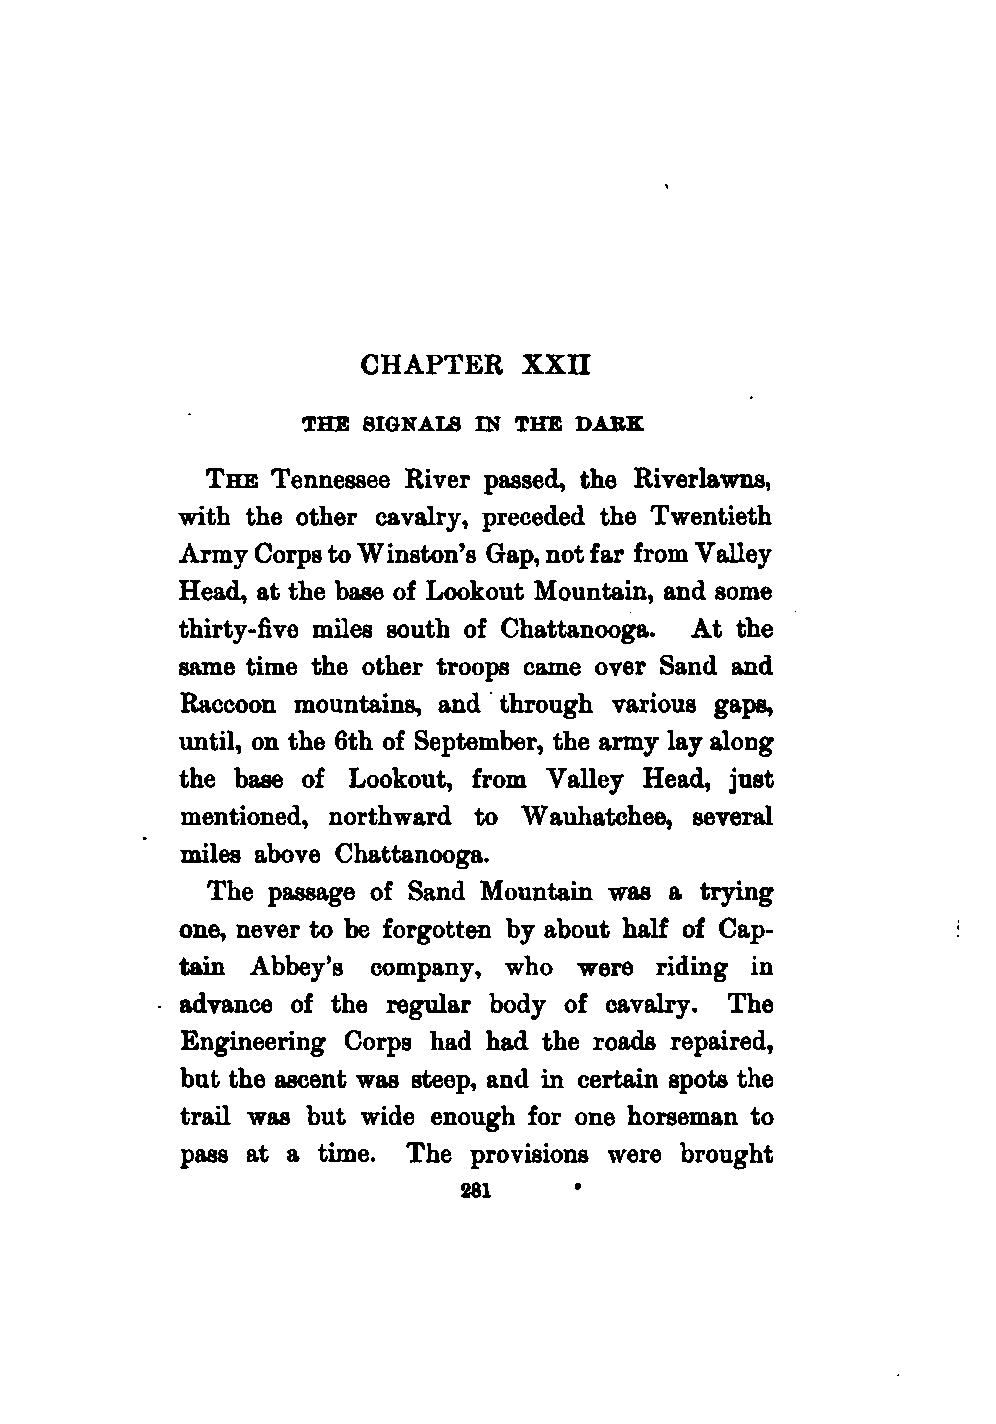 CHAPTER XXII
THE SIGNALS IN THE DARK
THE Tennessee River passed, the Riverlawns,
with the other cavalry, preceded the Twentieth
Army Corps to Winston's Gap, not far from Valley
Head, at the base of Lookout Mountain, and some
thirty-five miles south of Chattanooga. At the
same time the other troops came over Sand and
Raccoon mountains, and through various gaps,
until, on the 6th of September, the army lay along
the base of Lookout, from Valley Head, just
mentioned, northward to Wauhatchee, several
miles above Chattanooga.
The passage of Sand Mountain was a trying
one, never to be forgotten by about half of Cap-
tain Abbey's company, who were riding in
advance of the regular body of cavalry. The
Engineering Corps had had the roads repaired,
but the ascent was steep, and in certain spots the
trail was but wide enough for one horseman to
pass at a time. The provisions were brought
281